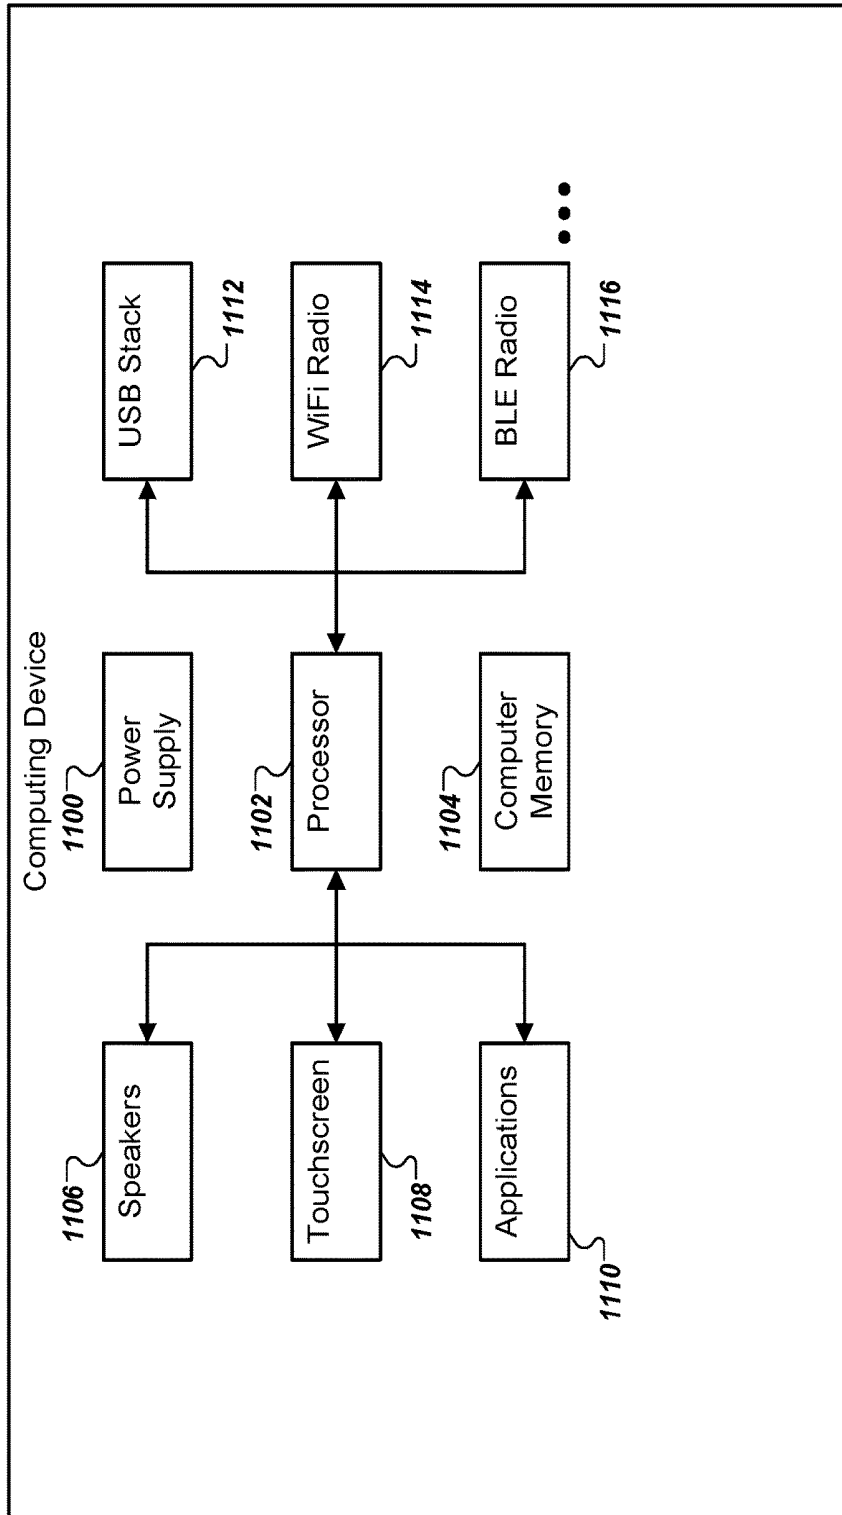 Computing Device
1106
Speakers
1108
Touchscreen
1110
Applications
1100
Power
Supply
1102
Processor
1104
Computer
Memory
USB Stack
1112
WiFi Radio
1114
BLE Radio
1116